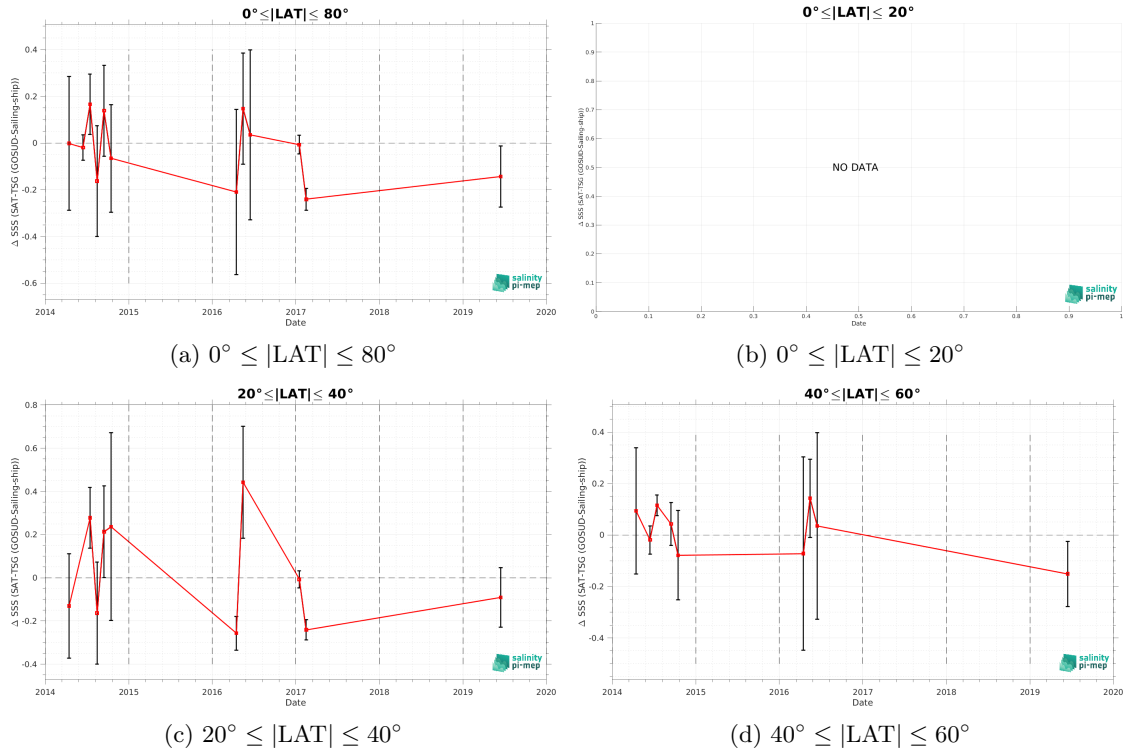 0°≤|LAT|≤ 80°
Δ SSS (SAT-TSG (GOSUD-Sailing-ship))
0.4
0.2
0
-0.2
-0.4
-0.6
2014 2015 2016 2017 2018 2019 2020
Date
salinity
pi-mep
(a) 0° ≤ |LAT| ≤ 80°
0°≤|LAT|≤ 20°
Δ SSS (SAT-TSG (GOSUD-Sailing-ship))
1
0.9
0.8
0.7
0.6
0.5
0.4
0.3
0.2
0.1
0
NO DATA
0 0.1 0.2 0.3 0.4 0.5 0.6 0.7 0.8 0.9 1
Date
salinity
pi-mep
(b) 0° ≤ |LAT| ≤ 20°
20°≤|LAT|≤ 40°
Δ SSS (SAT-TSG (GOSUD-Sailing-ship))
0.8
0.6
0.4
0.2
0
-0.2
-0.4
2014 2015 2016 2017 2018 2019 2020
Date
salinity
pi-mep
(c) 20° ≤ |LAT| ≤ 40°
40°≤|LAT|≤ 60°
Δ SSS (SAT-TSG (GOSUD-Sailing-ship))
0.4
0.2
0
-0.2
-0.4
2014 2015 2016 2017 2018 2019 2020
Date
salinity
pi-mep
(d) 40° ≤ |LAT| ≤ 60°